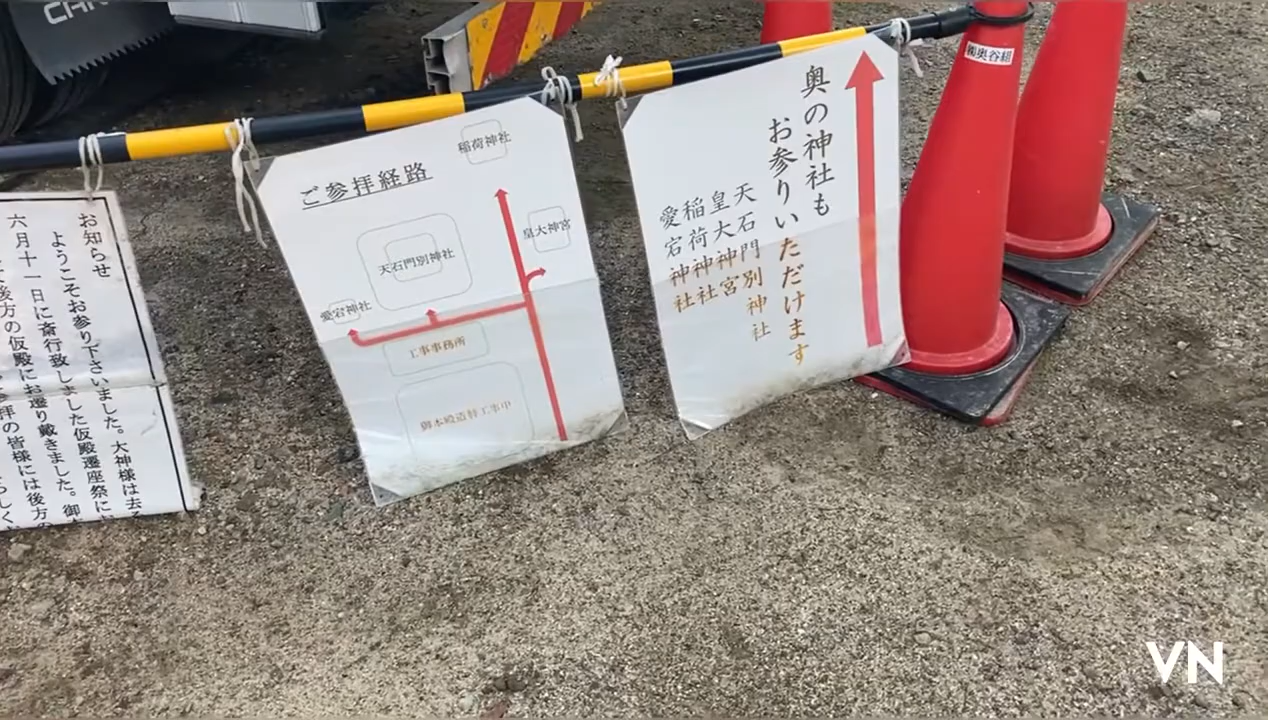 奥の神社も
お参りいただけます
天石門別神社
皇大神宮
稲荷神社
愛宕神社
ご参拝経路
稲荷神社
皇大神宮
天石門別神社
愛宕神社
工事事務所
御本殿造替工事中
お知らせ
ようこそお参り下さいました。大神様は去る
六月十一日に斎行致しました仮殿遷座祭にお
後方の仮殿にお遷り戴きました。御
拝の皆様には後方の
㈱奥谷組
VN